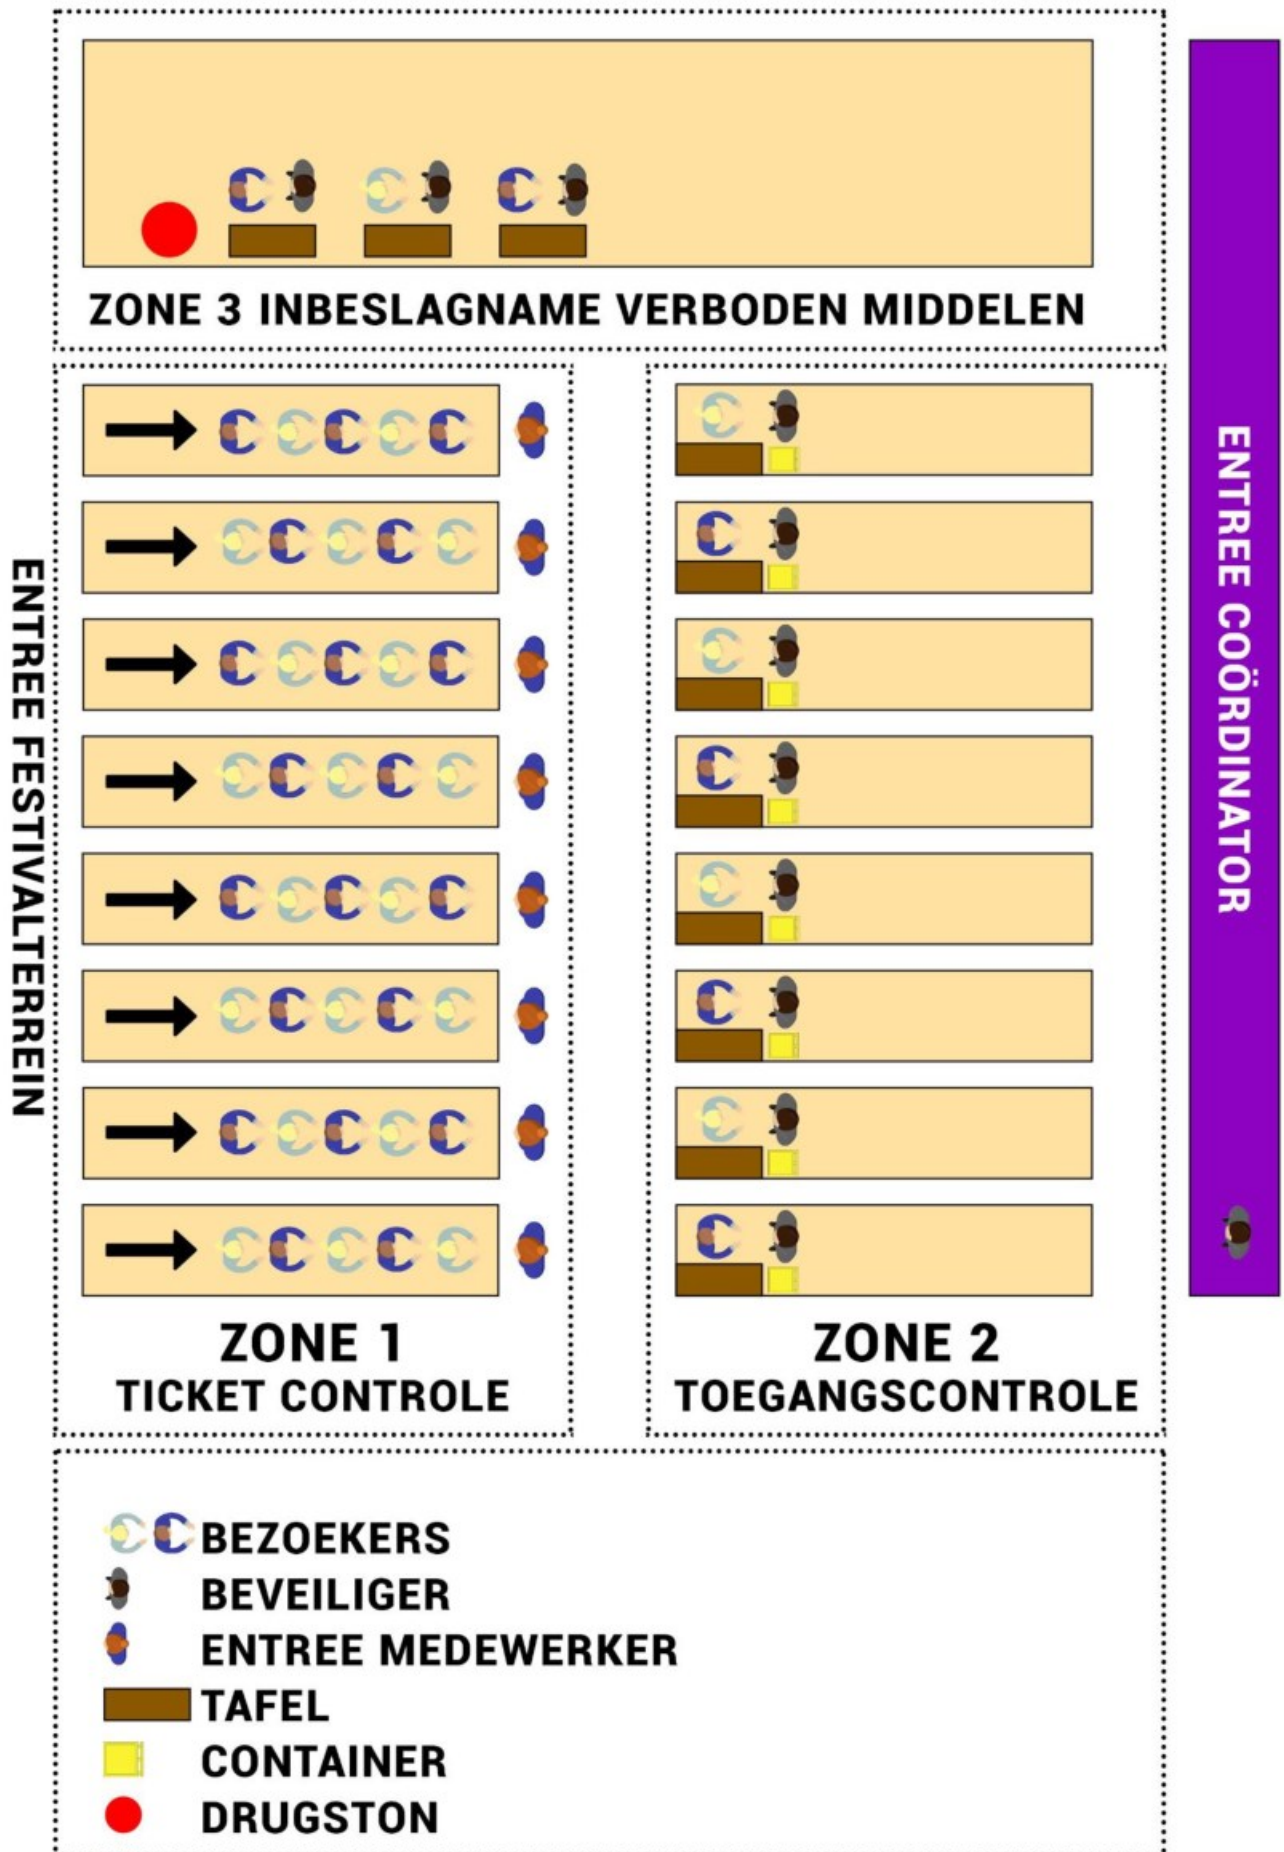 ZONE 3 INBESLAGNAME VERBODEN MIDDELEN
ENTREE FESTIVALTERREIN
ENTREE COÖRDINATOR
ZONE 1
TICKET CONTROLE
ZONE 2
TOEGANGSCONTROLE
BEZOEKERS
BEVEILIGER
ENTREE MEDEWERKER
TAFEL
CONTAINER
DRUGSTON